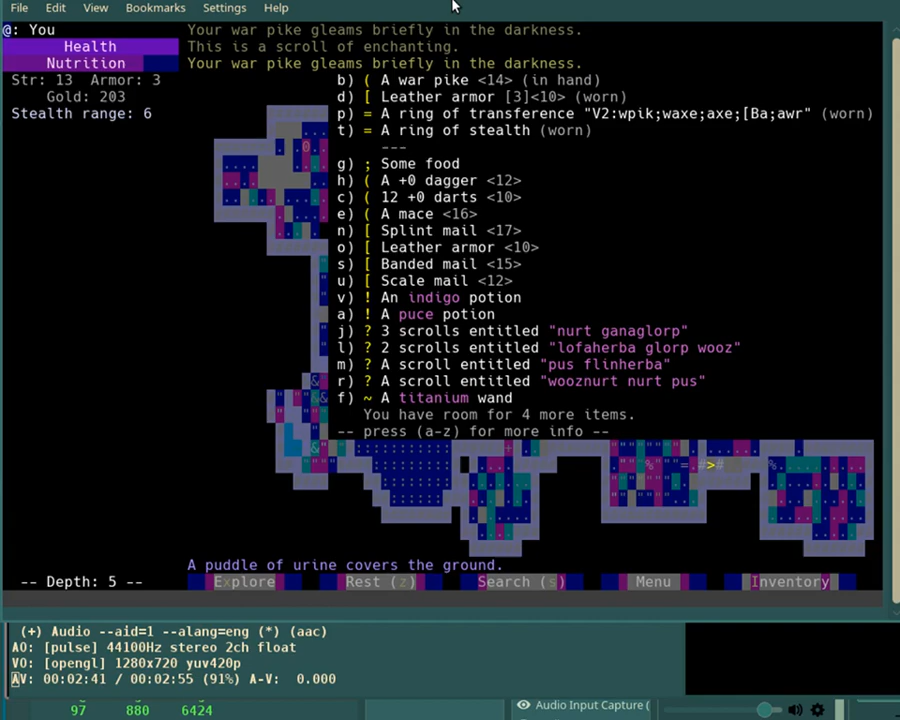 File Edit View Bookmarks Settings Help
@: You
Your war pike gleams briefly in the darkness.
Health
This is a scroll of enchanting.
Nutrition
Your war pike gleams briefly in the darkness.
Str: 13 Armor: 3
b) ( A war pike <14> (in hand)
Gold: 203
d) [ Leather armor [3]<10> (worn)
Stealth range: 6
p) = A ring of transference "V2:wpik;waxe;axe;[Ba;awr" (worn)
t) = A ring of stealth (worn)
---
g) ; Some food
h) ( A +0 dagger <12>
c) ( 12 +0 darts <10>
e) ( A mace <16>
n) [ Splint mail <17>
o) [ Leather armor <10>
s) [ Banded mail <15>
u) [ Scale mail <12>
v) ! An indigo potion
a) ! A puce potion
j) ? 3 scrolls entitled "nurt ganaglorp"
l) ? 2 scrolls entitled "lofaherba glorp wooz"
m) ? A scroll entitled "pus flinherba"
r) ? A scroll entitled "wooznurt nurt pus"
f) ~ A titanium wand
You have room for 4 more items.
-- press (a-z) for more info --
A puddle of urine covers the ground.
-- Depth: 5 --
Explore Rest (z) Search (s) Menu Inventory
(+) Audio --aid=1 --alang=eng (*) (aac)
AO: [pulse] 44100Hz stereo 2ch float
VO: [opengl] 1280x720 yuv420p
AV: 00:02:41 / 00:02:55 (91%) A-V: 0.000
97 880 6424
Audio Input Capture (